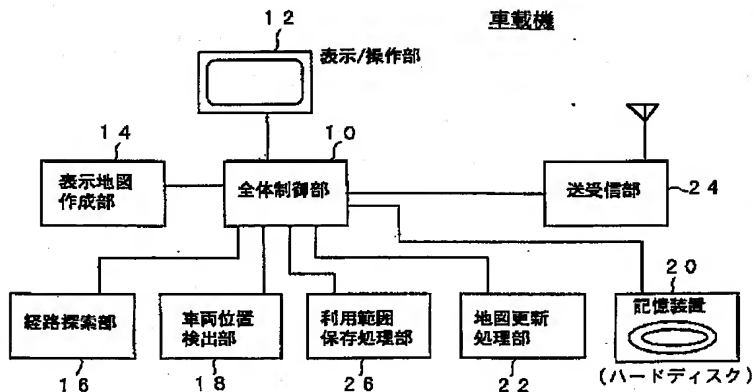 車載機
12
表示/操作部
14
10
表示地図
作成部
全体制御部
送受信部
24
20
経路探索部
車両位置
検出部
利用範囲
保存処理部
地図更新
処理部
記憶装置
16
18
26
22
(ハードディスク)